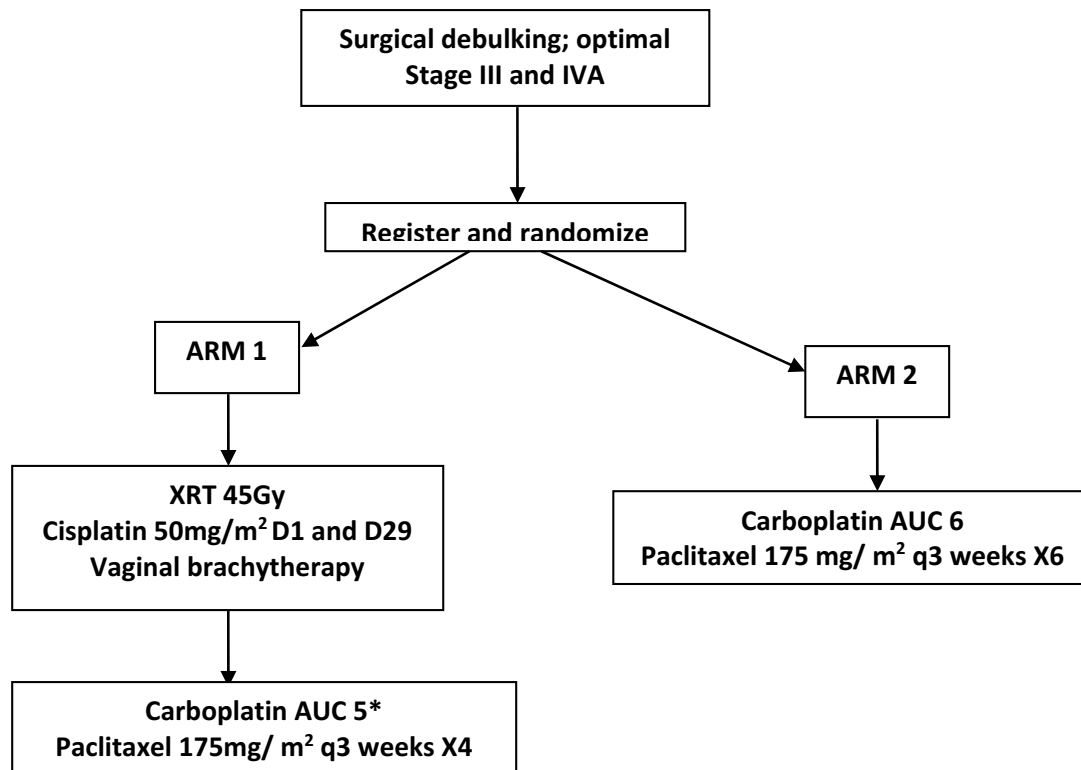 Surgical debulking; optimal
Stage III and IVA
Register and randomize
ARM 1
ARM 2
XRT 45Gy
Cisplatin 50mg/m² D1 and D29
Vaginal brachytherapy
Carboplatin AUC 6
Paclitaxel 175 mg/ m² q3 weeks X6
Carboplatin AUC 5*
Paclitaxel 175mg/ m² q3 weeks X4